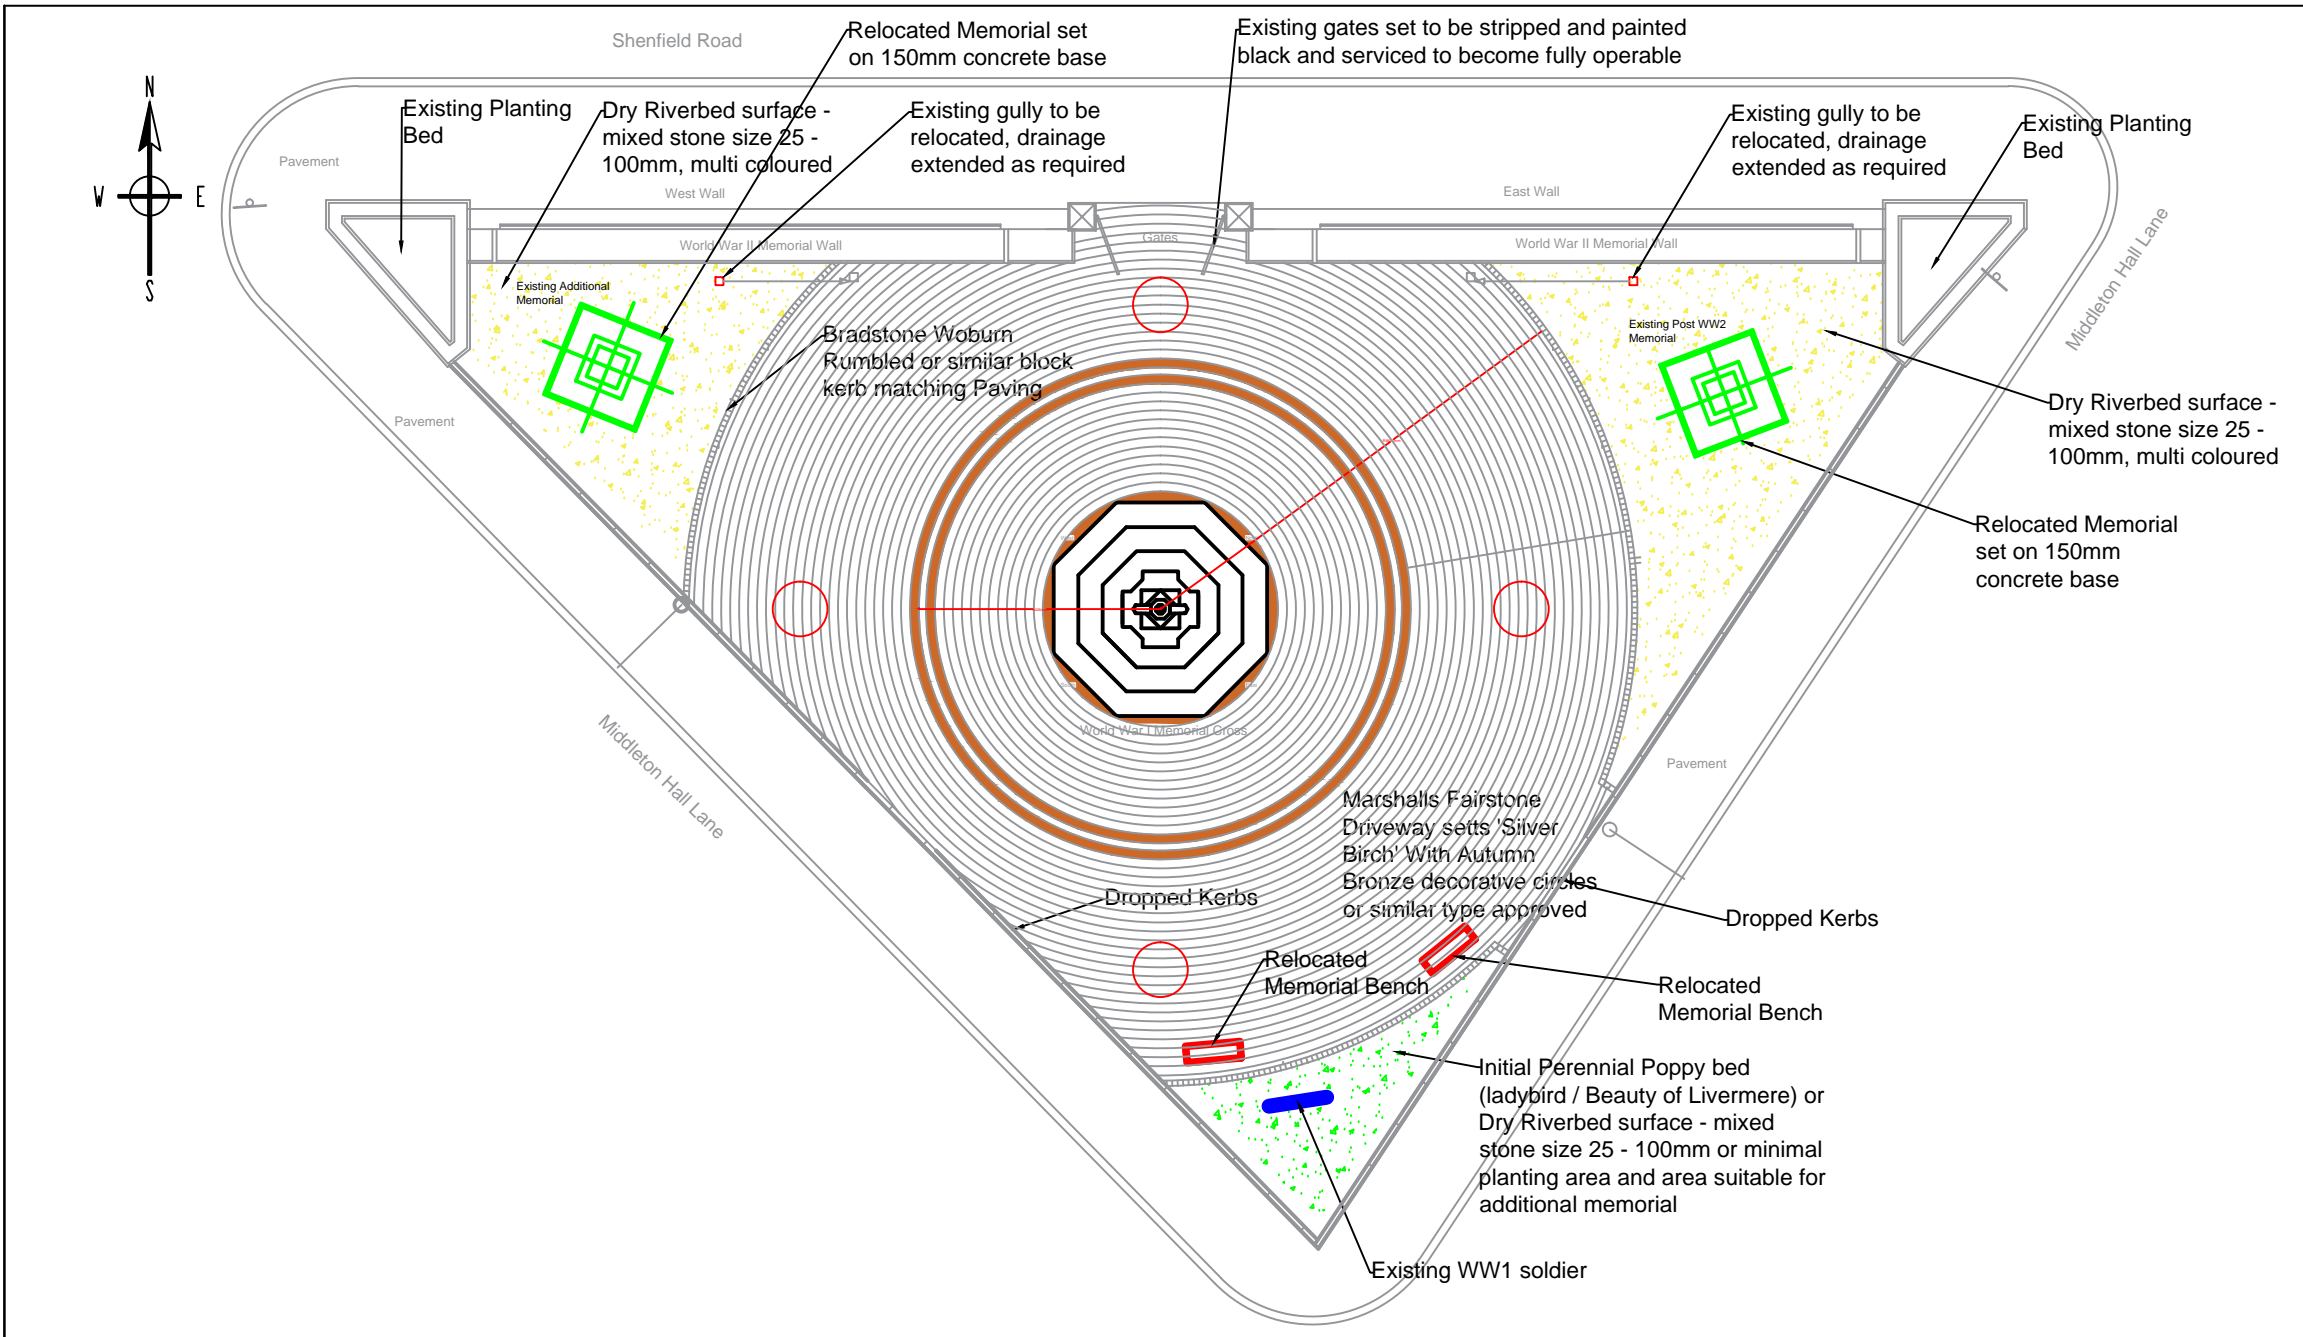 Shenfield Road
Relocated Memorial set
on 150mm concrete base
Existing gates set to be stripped and painted
black and serviced to become fully operable
N
W
E
S
Existing Planting
Bed
Dry Riverbed surface -
mixed stone size 25 -
100mm, multi coloured
Existing gully to be
relocated, drainage
extended as required
Existing gully to be
relocated, drainage
extended as required
Existing Planting
Bed
Pavement
West Wall
East Wall
World War II Memorial Wall
Gates
World War II Memorial Wall
Middleton Hall Lane
Existing Additional
Memorial
Existing Post WW2
Memorial
Bradstone Woburn
Rumbled or similar block
kerb matching Paving
Pavement
Dry Riverbed surface -
mixed stone size 25 -
100mm, multi coloured
Relocated Memorial
set on 150mm
concrete base
World War I Memorial Cross
Middleton Hall Lane
Pavement
Marshalls Fairstone
Driveway setts 'Silver
Birch' With Autumn
Bronze decorative circles
or similar type approved
Dropped Kerbs
Dropped Kerbs
Relocated
Memorial Bench
Relocated
Memorial Bench
Initial Perennial Poppy bed
(ladybird / Beauty of Livermere) or
Dry Riverbed surface - mixed
stone size 25 - 100mm or minimal
planting area and area suitable for
additional memorial
Existing WW1 soldier